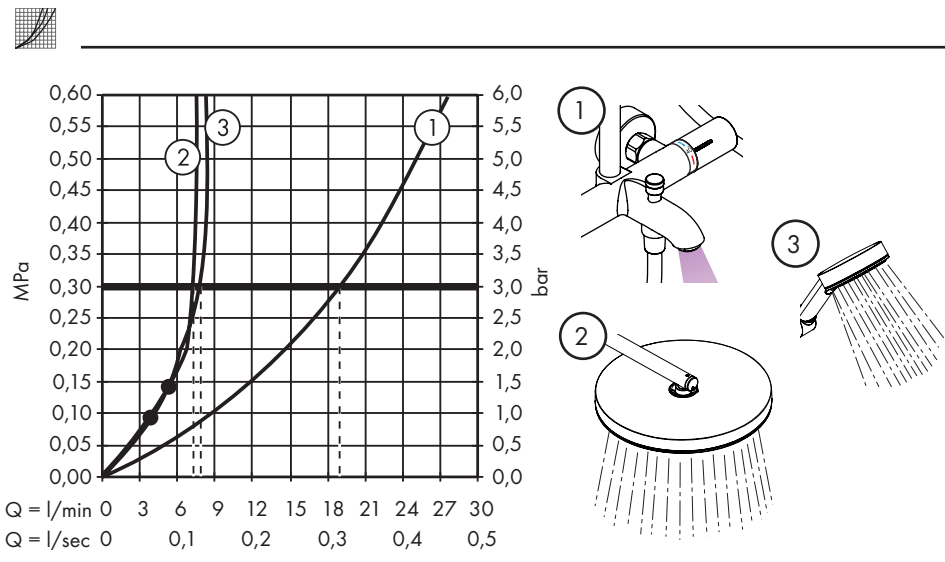 0,60 6,0
0,55 3 1 5,5
0,50 2 5,0
0,45 4,5
0,40 4,0
0,35 3,5
MPa
0,30 3,0
bar
0,25 2,5
0,20 2,0
0,15 1,5
0,10 1,0
0,05 0,5
0,00 0,0
Q = l/min 0 3 6 9 12 15 18 21 24 27 30
Q = l/sec 0 0,1 0,2 0,3 0,4 0,5
1
3
2